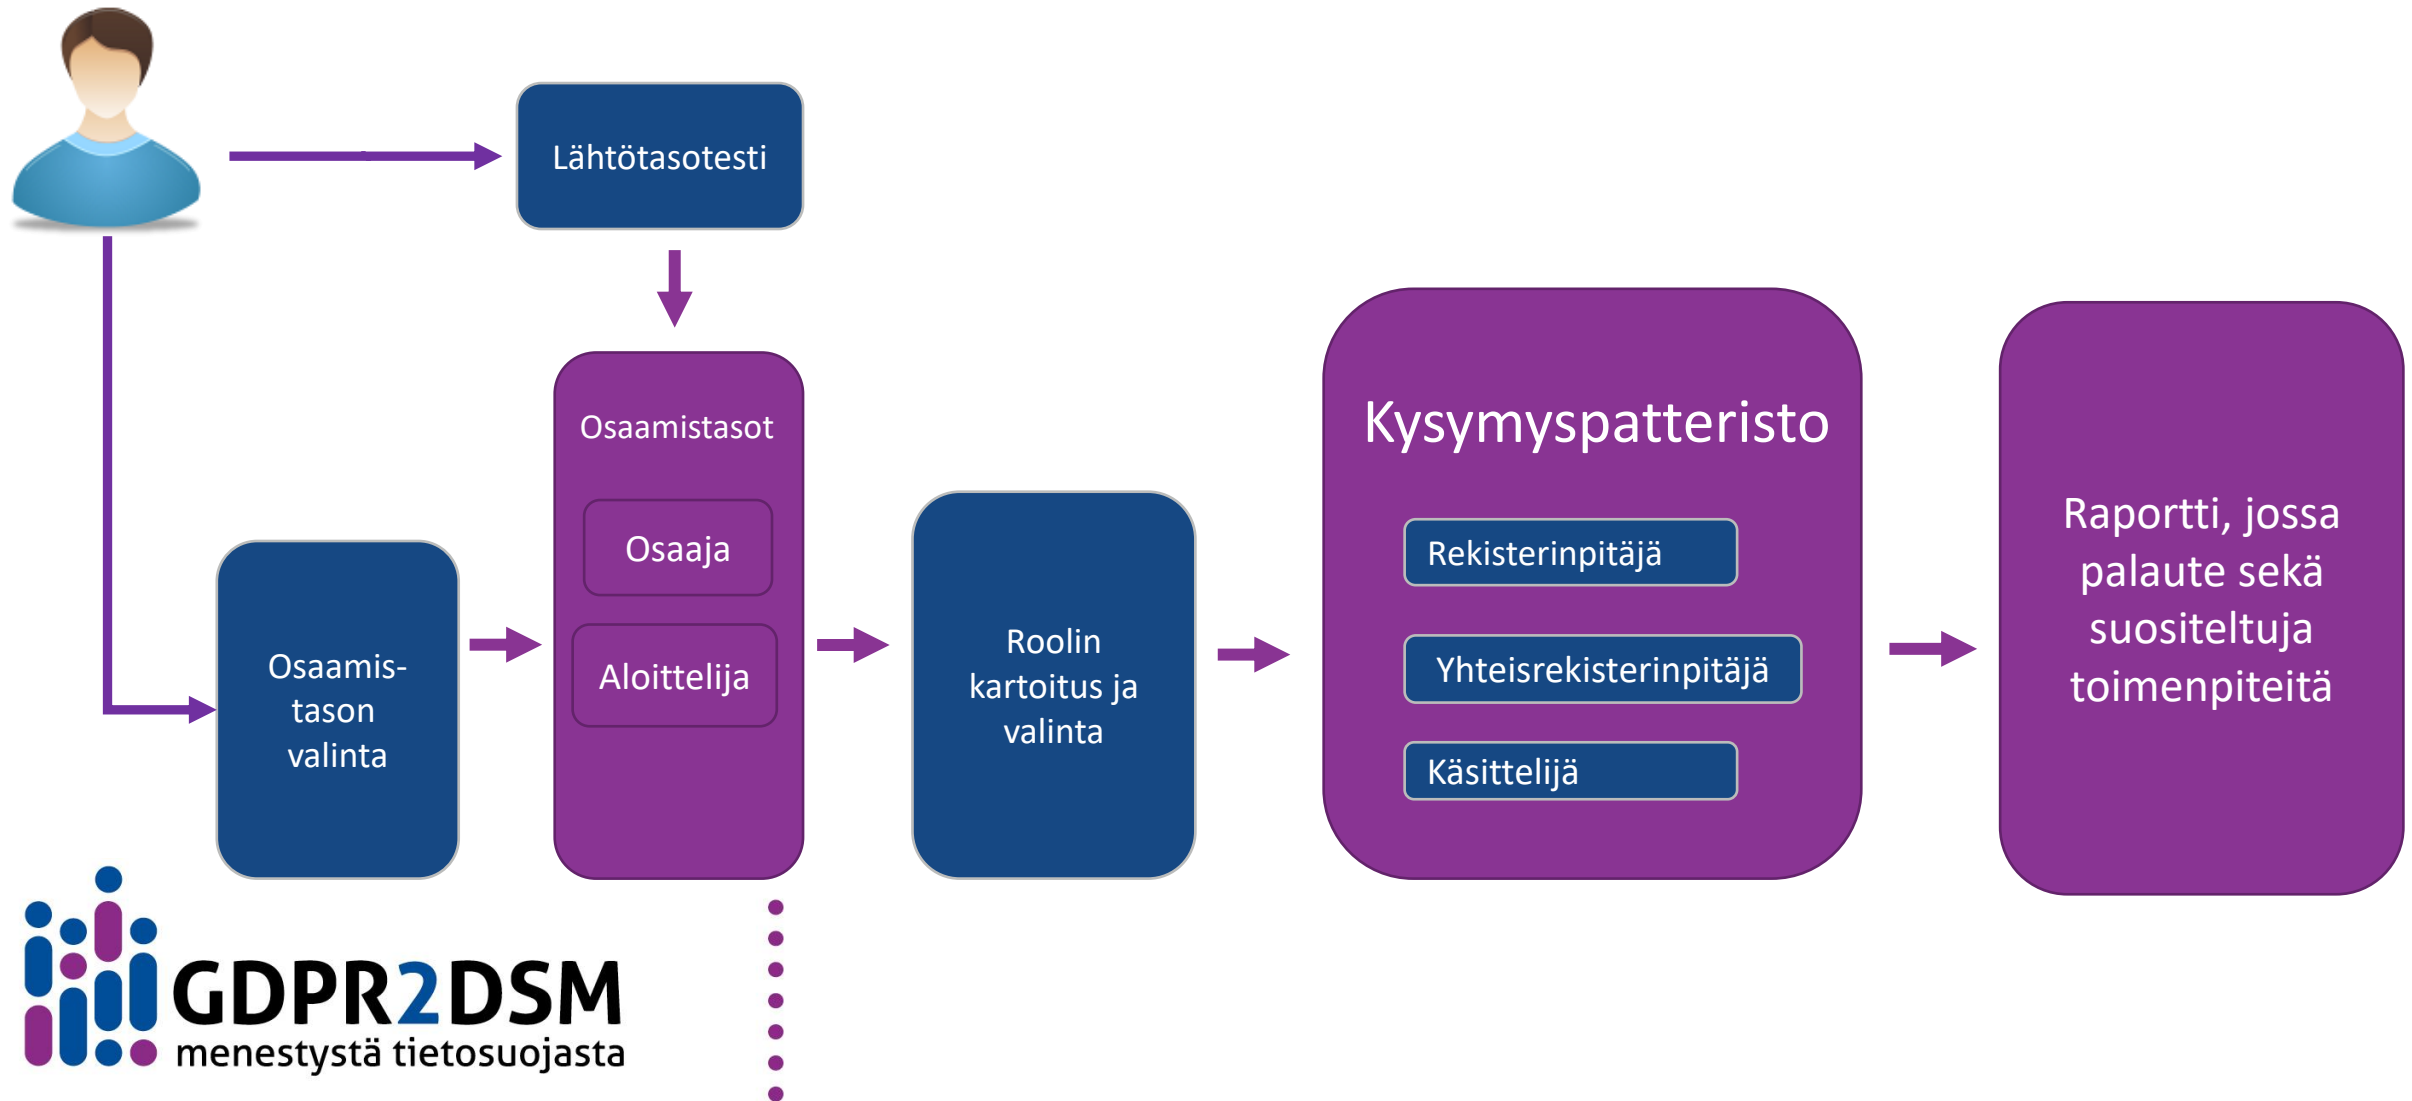 Lähtötasotesti
Osaamis-
tason
valinta
Osaamistasot
Osaaja
Aloittelija
Roolin
kartoitus ja
valinta
Kysymyspatteristo
Rekisterinpitäjä
Yhteisrekisterinpitäjä
Käsittelijä
Raportti, jossa
palaute sekä
suositeltuja
toimenpiteitä
GDPR2DSM
menestystä tietosuojasta